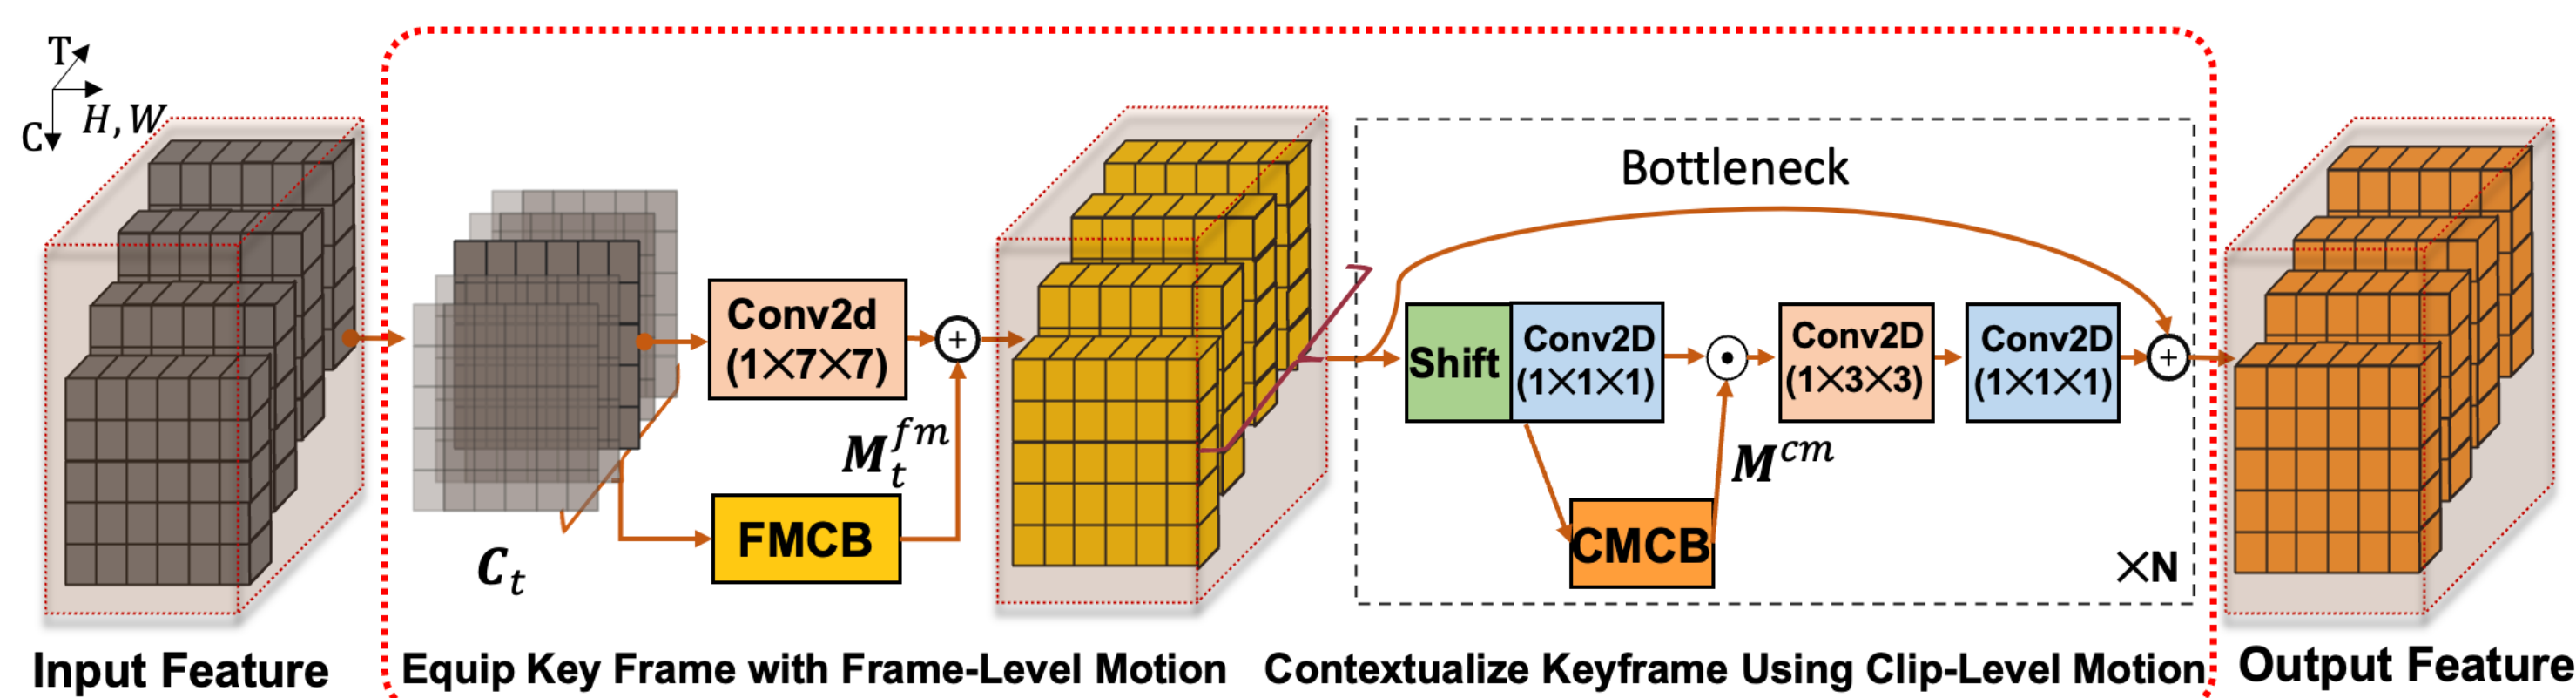 T
H, W
C
Bottleneck
Conv2d
(1×7×7)
+
Shift
Conv2D
(1×1×1)
Conv2D
(1×3×3)
Conv2D
(1×1×1)
+
M_t^{fm}
M^{cm}
FMCB
CMCB
C_t
×N
Input Feature
Equip Key Frame with Frame-Level Motion
Contextualize Keyframe Using Clip-Level Motion
Output Feature